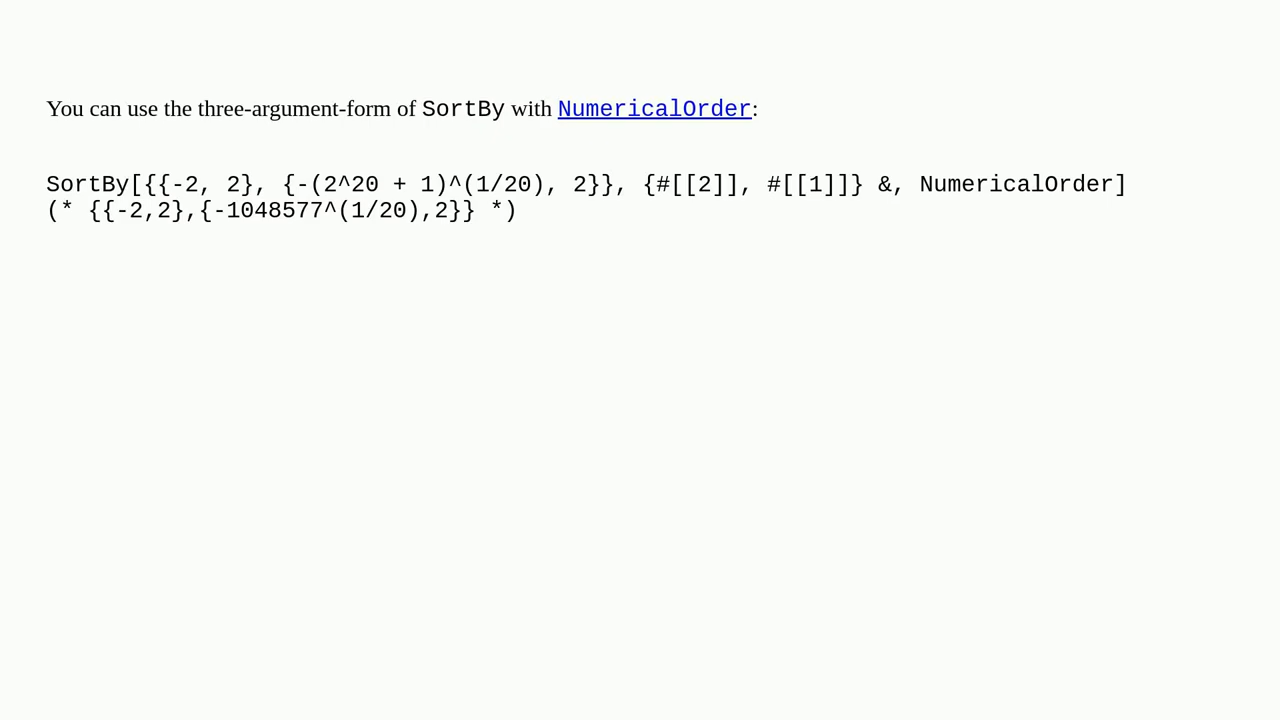 You can use the three-argument-form of SortBy with NumericalOrder:
SortBy[{{-2, 2}, {-(2^20 + 1)^(1/20), 2}}, {#[[2]], #[[1]]} &, NumericalOrder]
(* {{-2,2},{-1048577^(1/20),2}} *)